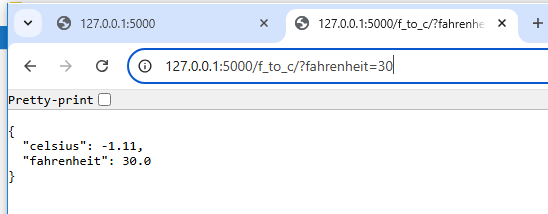 127.0.0.1:5000
127.0.0.1:5000/f_to_c/?fahrenhe
127.0.0.1:5000/f_to_c/?fahrenheit=30
Pretty-print
{
"celsius": -1.11,
"fahrenheit": 30.0
}